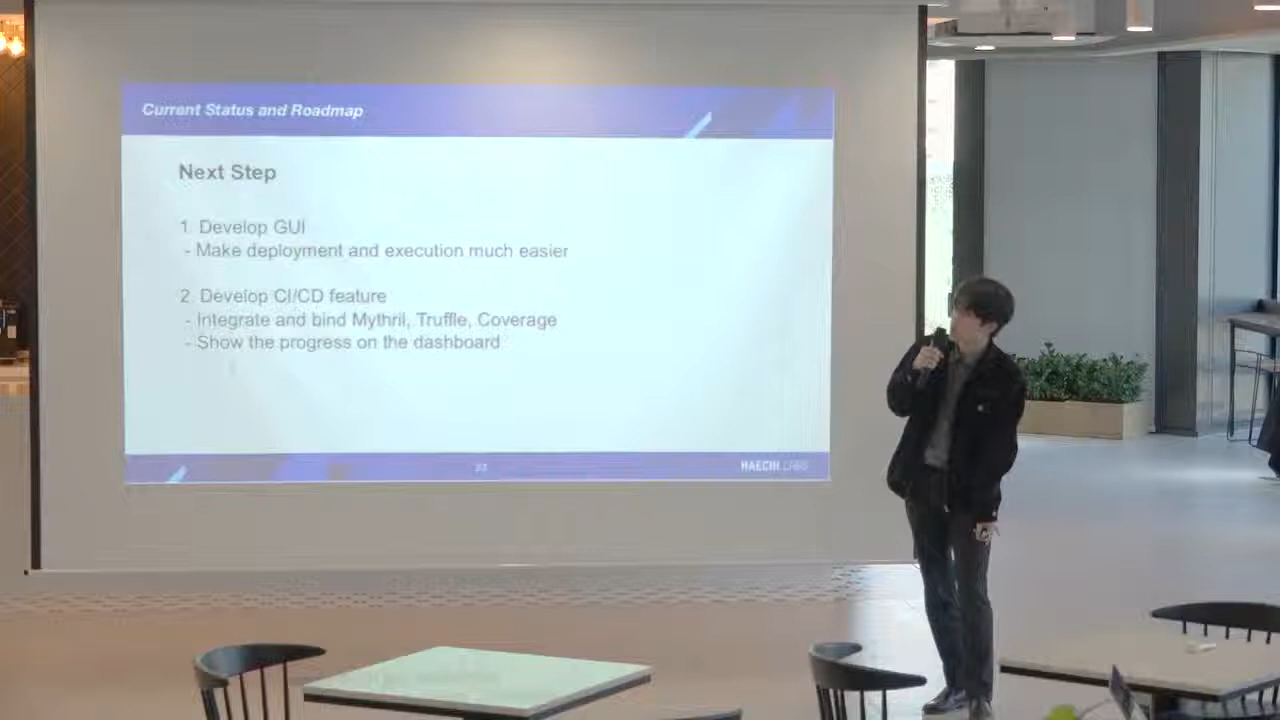 Current Status and Roadmap
Next Step
1. Develop GUI
- Make deployment and execution much easier
2. Develop CI/CD feature
- Integrate and bind Mythril, Truffle, Coverage
- Show the progress on the dashboard
HAECHI LABS